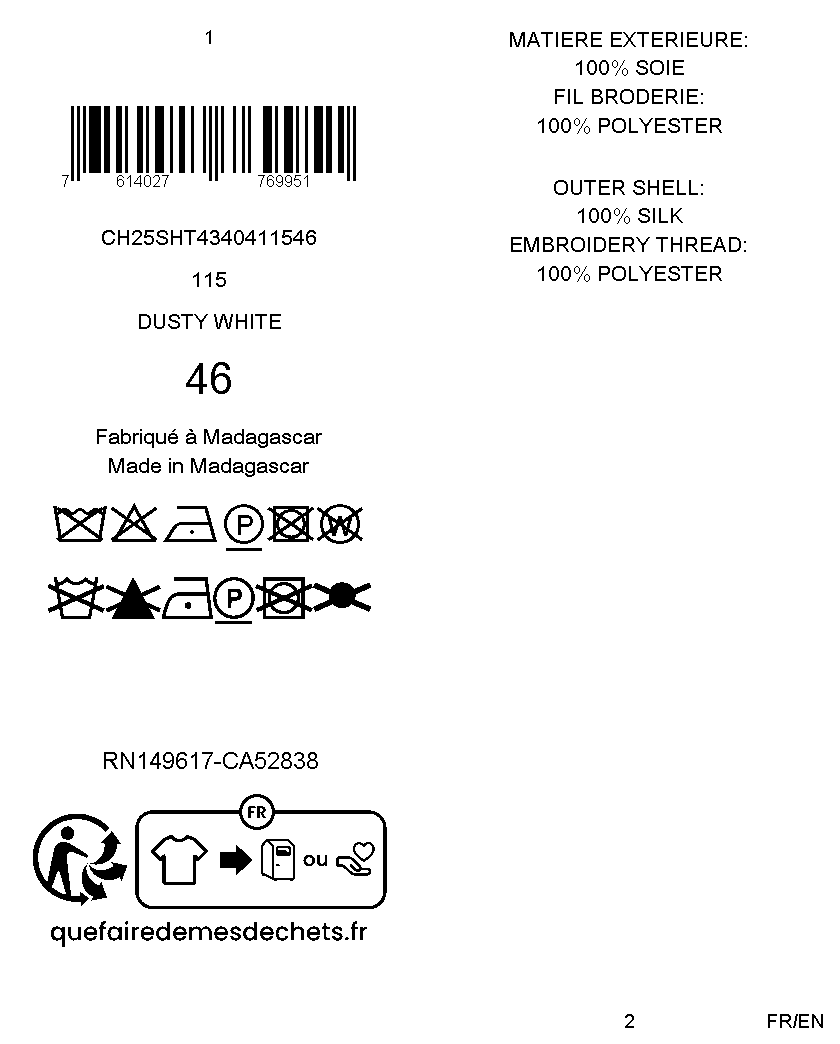 1
7 614027 769951
CH25SHT4340411546
115
DUSTY WHITE
46
Fabriqué à Madagascar
Made in Madagascar
P W
P
RN149617-CA52838
FR
ou
quefairedemesdechets.fr
MATIERE EXTERIEURE:
100% SOIE
FIL BRODERIE:
100% POLYESTER
OUTER SHELL:
100% SILK
EMBROIDERY THREAD:
100% POLYESTER
2
FR/EN